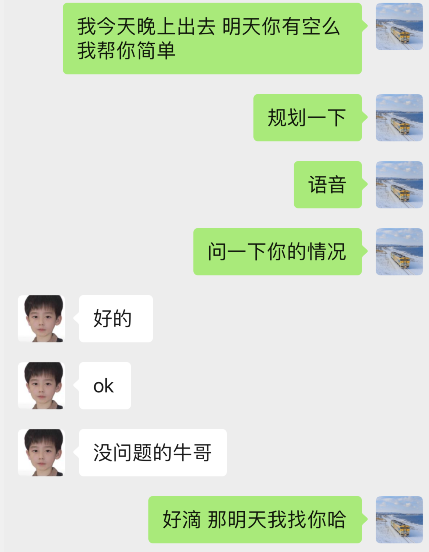 我今天晚上出去 明天你有空么
我帮你简单
规划一下
语音
问一下你的情况
好的
ok
没问题的牛哥
好滴 那明天我找你哈